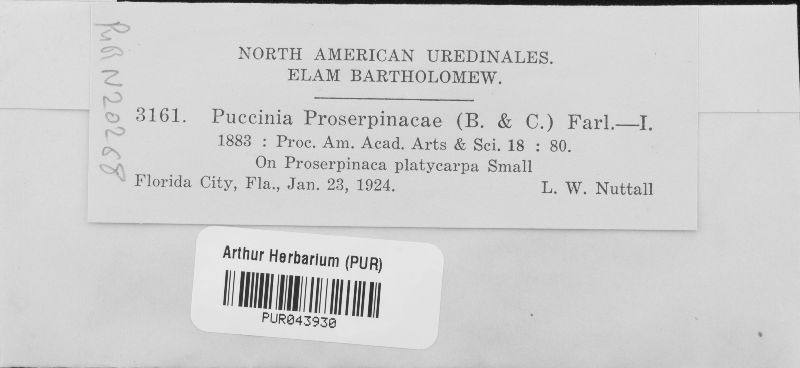 PUR N20268
NORTH AMERICAN UREDINALES.
ELAM BARTHOLOMEW.
3161. Puccinia Proserpinacae (B. & C.) Farl.—I.
1883 : Proc. Am. Acad. Arts & Sci. 18 : 80.
On Proserpinaca platycarpa Small
Florida City, Fla., Jan. 23, 1924. L. W. Nuttall
Arthur Herbarium (PUR)
PUR043930